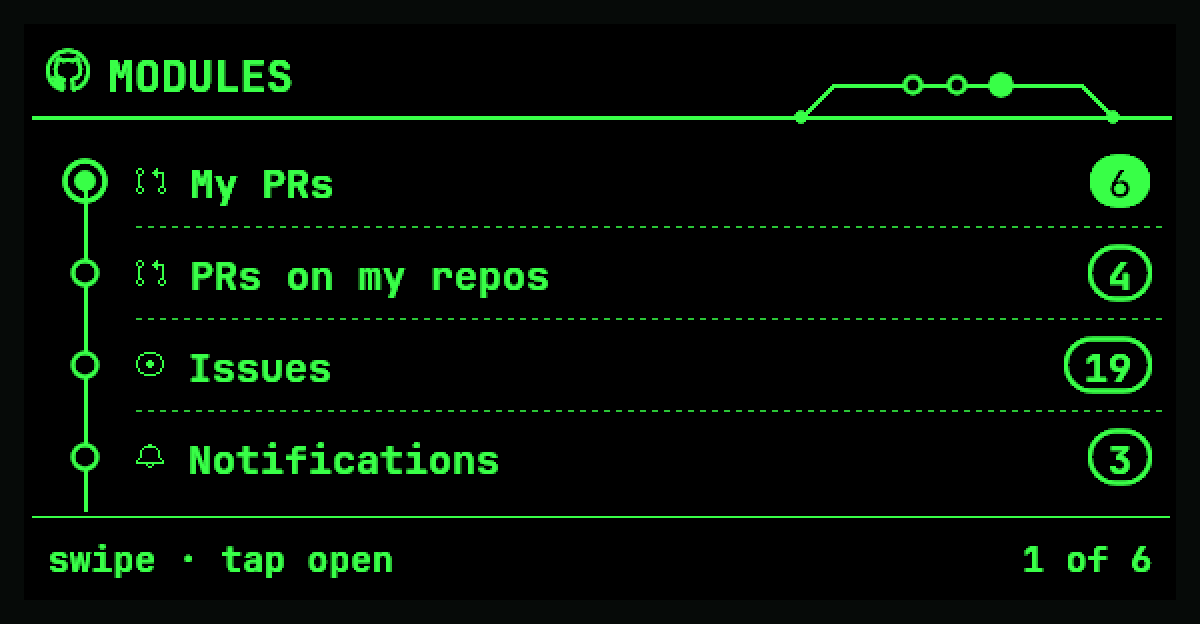 MODULES
My PRs 6
PRs on my repos 4
Issues 19
Notifications 3
swipe · tap open 1 of 6